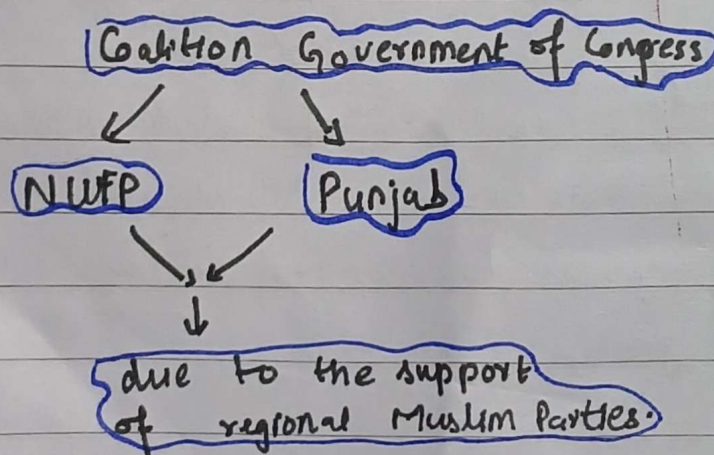 Coalition Government of Congress
NWFP
Punjab
due to the support
of regional Muslim Parties.